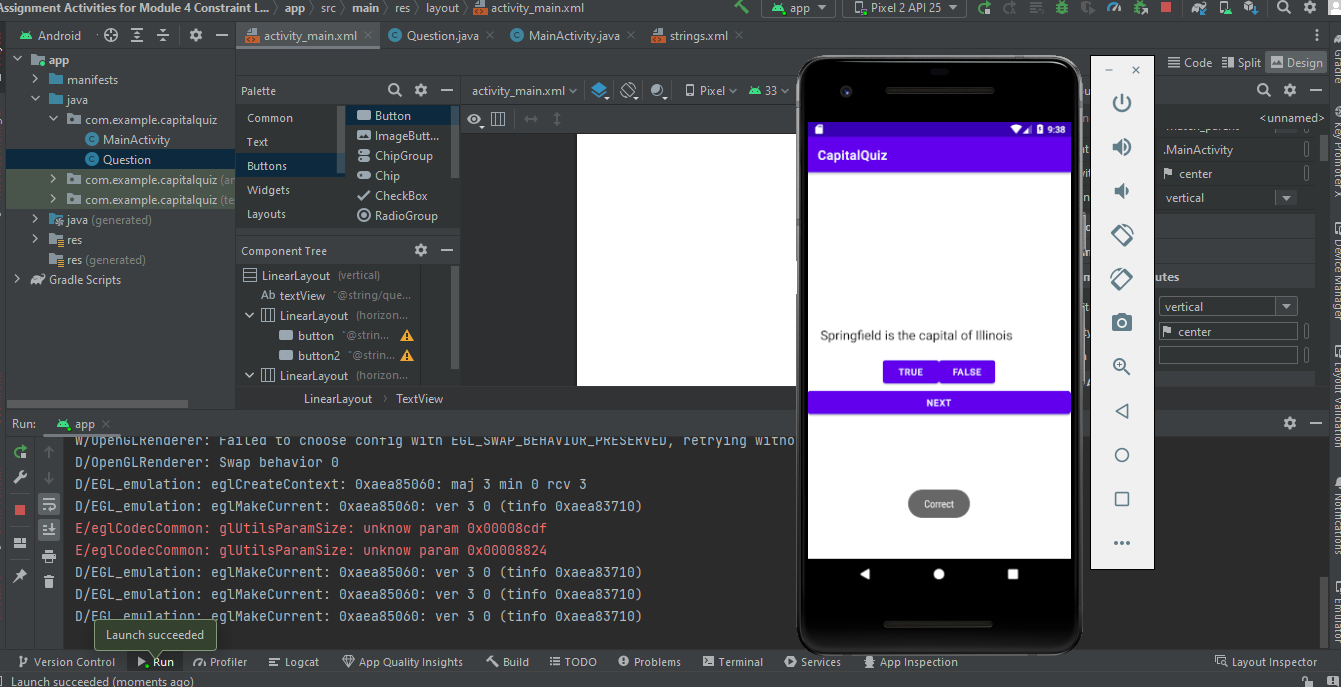 Assignment Activities for Module 4 Constraint L... app src main res layout activity_main.xml
app Pixel 2 API 25
Android
activity_main.xml Question.java MainActivity.java strings.xml
app
manifests
java
com.example.capitalquiz
MainActivity
Question
com.example.capitalquiz (an
com.example.capitalquiz (te
java (generated)
res
res (generated)
Gradle Scripts
Code Split Design
Palette
Common
Text
Buttons
Widgets
Layouts
Button
ImageButt...
ChipGroup
Chip
CheckBox
RadioGroup
activity_main.xml Pixel 33
Component Tree
LinearLayout (vertical)
Ab textView "@string/que...
LinearLayout (horizon...
button "@strin...
button2 "@strin...
LinearLayout (horizon...
LinearLayout TextView
9:38
CapitalQuiz
Springfield is the capital of Illinois
TRUE FALSE
NEXT
Correct
<unnamed>
.MainActivity
center
vertical
utes
vertical
center
Gradle
Key Promoter X
Device Manager
Layout Validation
Notifications
Run: app
W/OpenGLRenderer: Failed to choose config with EGL_SWAP_BEHAVIOR_PRESERVED, retrying witho
D/OpenGLRenderer: Swap behavior 0
D/EGL_emulation: eglCreateContext: 0xaea85060: maj 3 min 0 rcv 3
D/EGL_emulation: eglMakeCurrent: 0xaea85060: ver 3 0 (tinfo 0xaea83710)
E/eglCodecCommon: glUtilsParamSize: unknow param 0x00008cdf
E/eglCodecCommon: glUtilsParamSize: unknow param 0x00008824
D/EGL_emulation: eglMakeCurrent: 0xaea85060: ver 3 0 (tinfo 0xaea83710)
D/EGL_emulation: eglMakeCurrent: 0xaea85060: ver 3 0 (tinfo 0xaea83710)
D/EGL_emulation: eglMakeCurrent: 0xaea85060: ver 3 0 (tinfo 0xaea83710)
Launch succeeded
Version Control Run Profiler Logcat App Quality Insights Build TODO Problems Terminal Services App Inspection Layout Inspector
Launch succeeded (moments ago)